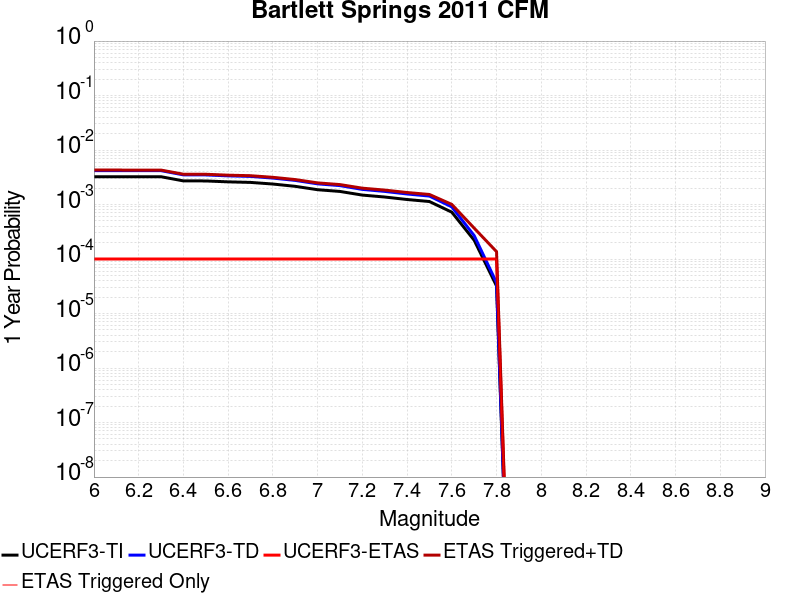 Bartlett Springs 2011 CFM
10^0
10^-1
10^-2
10^-3
10^-4
10^-5
10^-6
10^-7
10^-8
1 Year Probability
6 6.2 6.4 6.6 6.8 7 7.2 7.4 7.6 7.8 8 8.2 8.4 8.6 8.8 9
Magnitude
UCERF3-TI UCERF3-TD UCERF3-ETAS ETAS Triggered+TD
ETAS Triggered Only